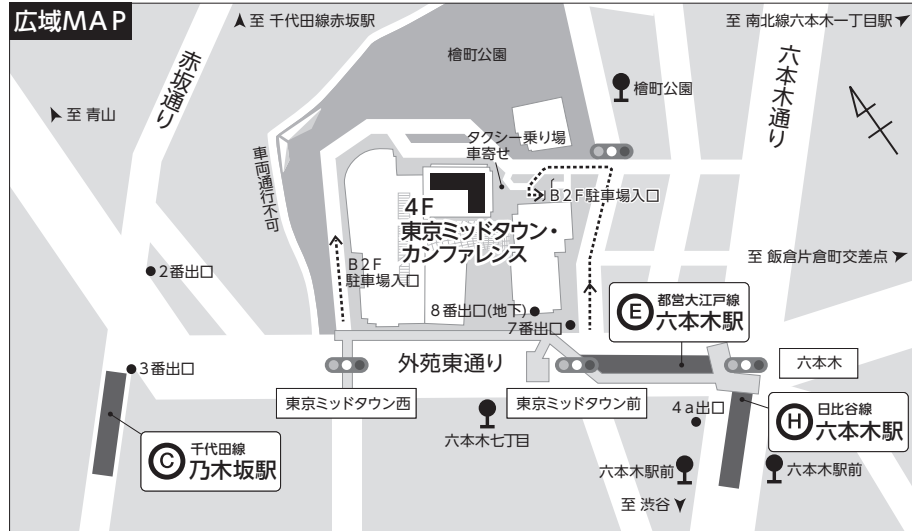 広域MAP
至 千代田線赤坂駅
至 南北線六本木一丁目駅
檜町公園
六本木通り
赤坂通り
檜町公園
至 青山
タクシー乗り場
車寄せ
車両通行不可
B2F駐車場入口
4F
東京ミッドタウン・
カンファレンス
至 飯倉片倉町交差点
B2F
駐車場入口
2番出口
8番出口(地下)
7番出口
E
都営大江戸線
六本木駅
外苑東通り
3番出口
六本木
東京ミッドタウン西
東京ミッドタウン前
4a出口
H
日比谷線
六本木駅
C
千代田線
乃木坂駅
六本木七丁目
六本木駅前
六本木駅前
至 渋谷